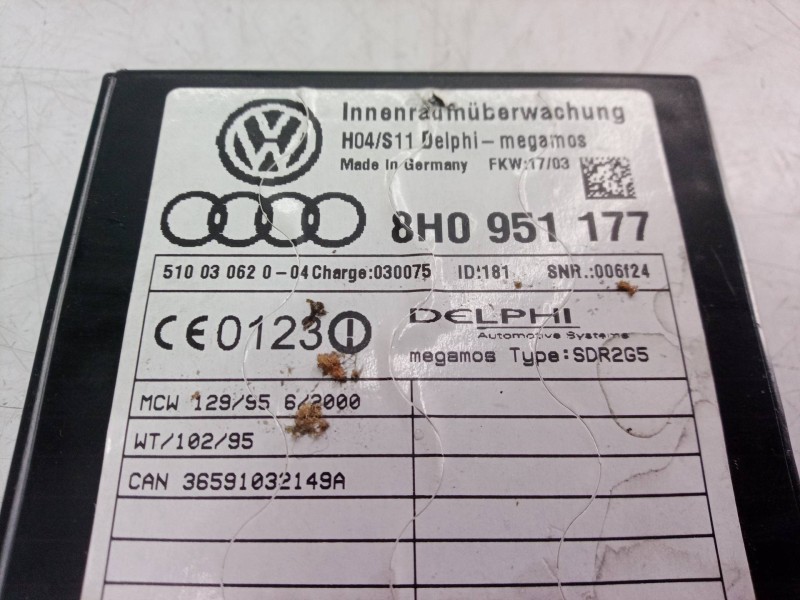 Innenraumüberwachung
H04/S11 Delphi-megamos
Made in Germany FKW:17/03
8H0 951 177
510 03 062 0-04 Charge:030075 ID:181 SNR.:006f24
CE0123
DELPHI
Automotive Systems
megamos Type:SDR2G5
MCW 129/95 6/2000
WT/102/95
CAN 36591032149A